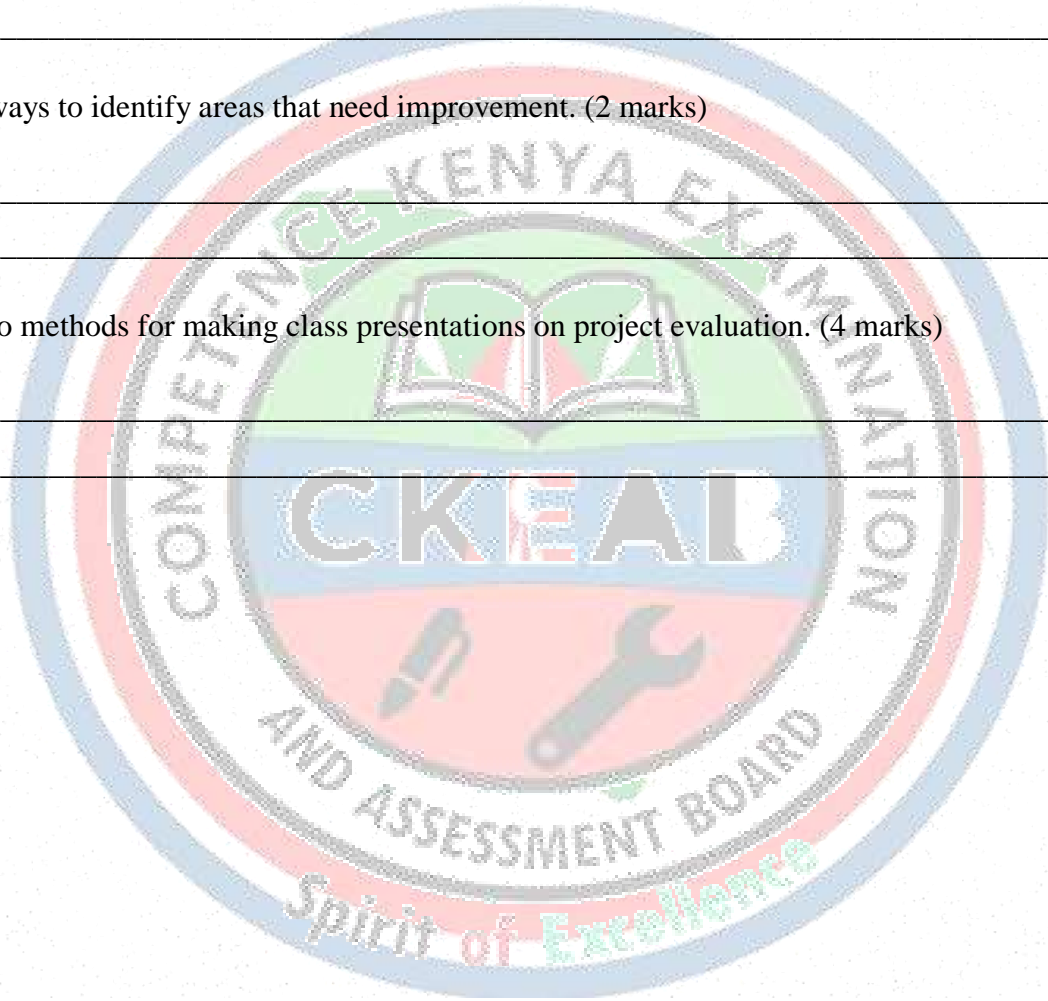 ways to identify areas that need improvement. (2 marks)
COMPETENCE KENYA EXAMINATION
o methods for making class presentations on project evaluation. (4 marks)
CKEAB
AND ASSESSMENT BOARD
Spirit of Excellence